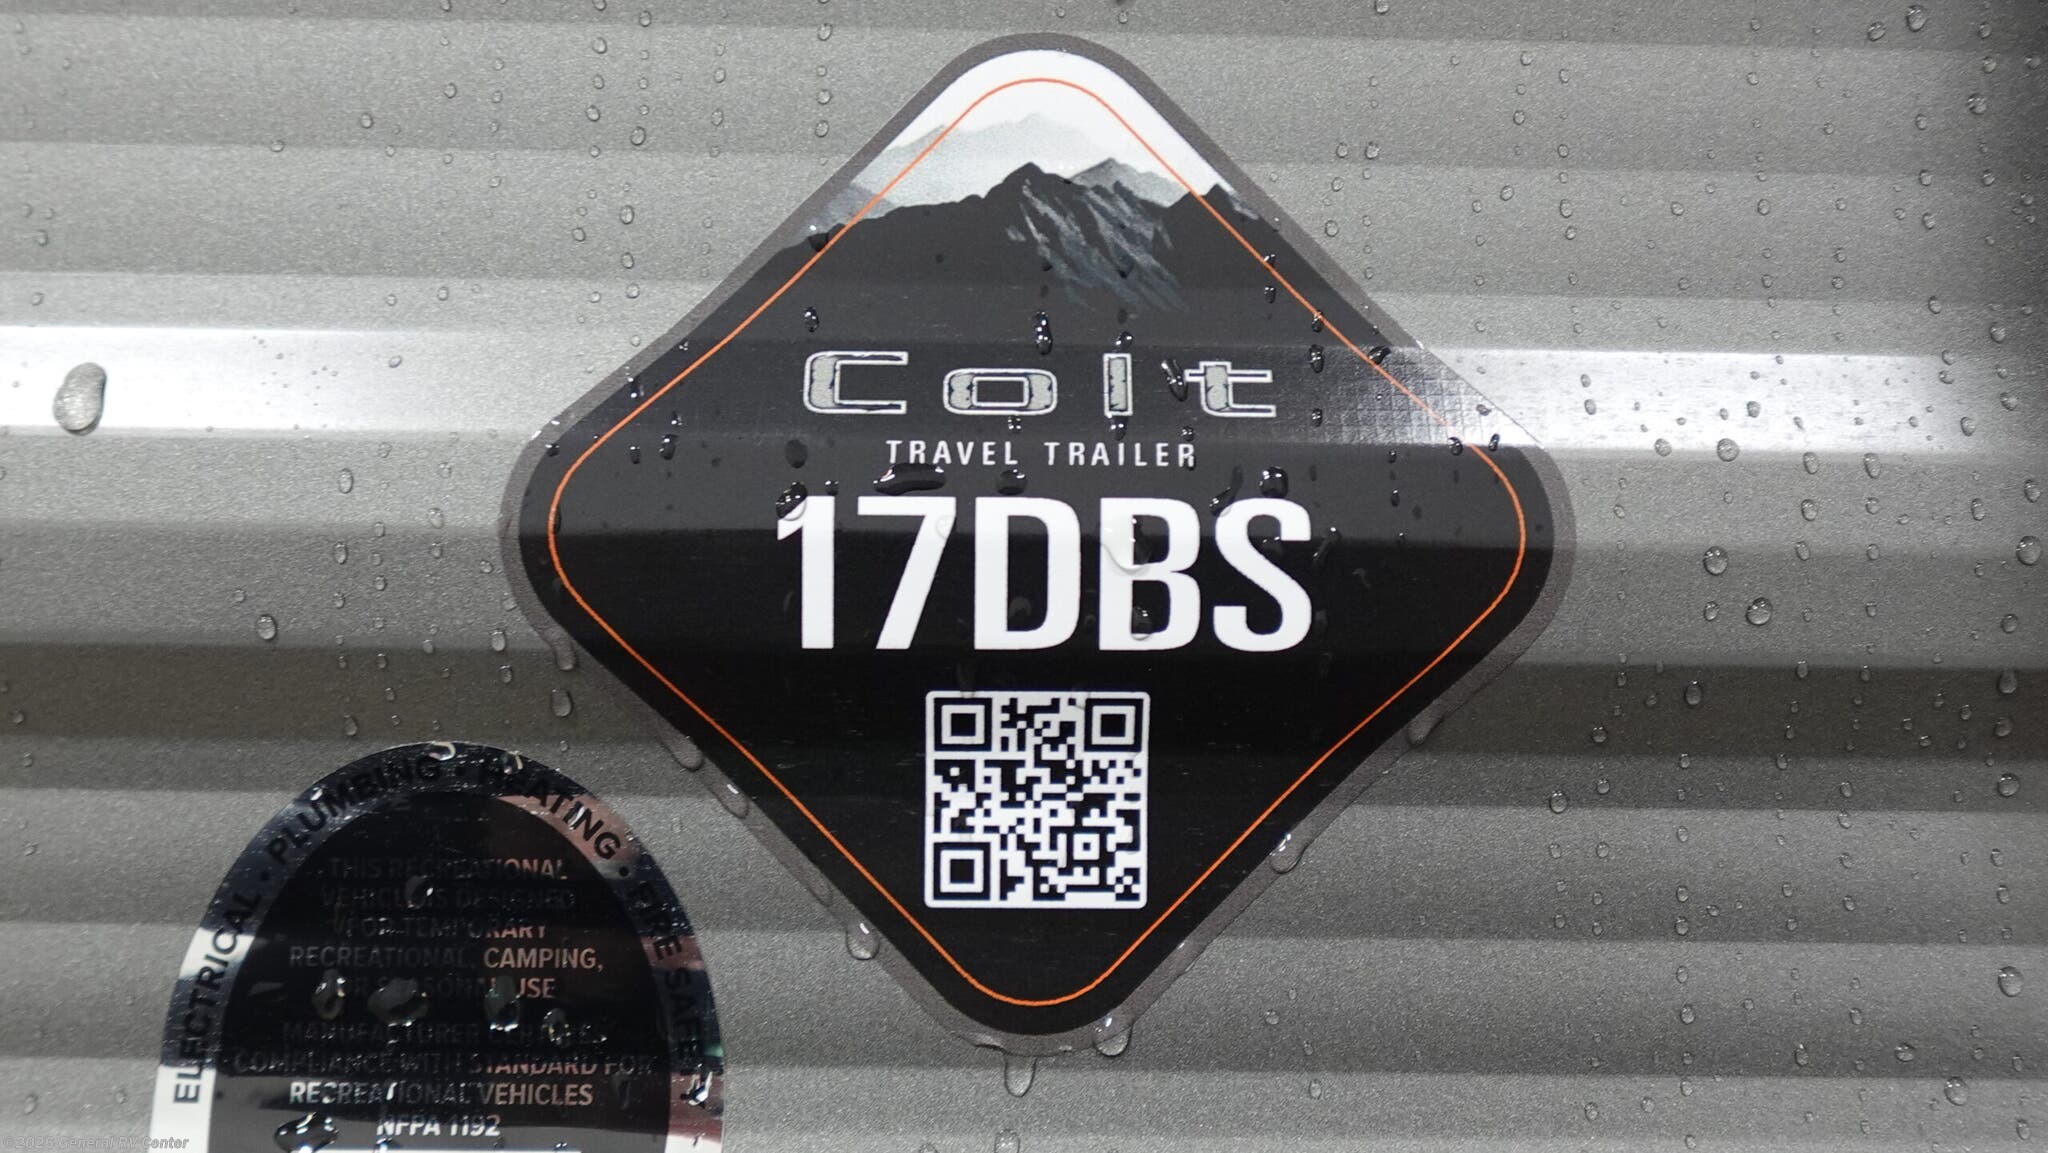 Colt
TRAVEL TRAILER
17DBS
ELECTRICAL · PLUMBING · HEATING · FIRE SAFETY
THIS RECREATIONAL
VEHICLE IS DESIGNED
FOR TEMPORARY
RECREATIONAL, CAMPING,
OR SEASONAL USE
MANUFACTURER CERTIFIES
COMPLIANCE WITH STANDARD FOR
RECREATIONAL VEHICLES
NFPA 1192
©2025 General RV Center